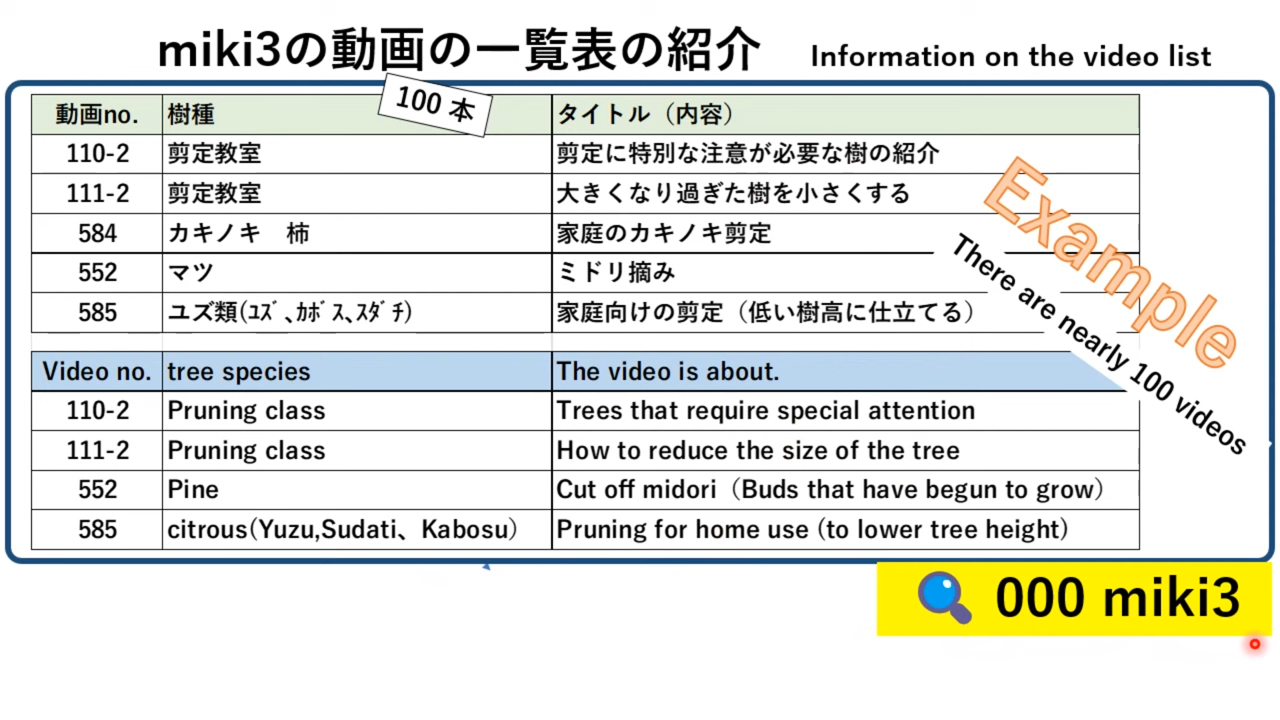 miki3の動画の一覧表の紹介 Information on the video list
100 本
動画no. 樹種 タイトル（内容）
110-2 剪定教室 剪定に特別な注意が必要な樹の紹介
111-2 剪定教室 大きくなり過ぎた樹を小さくする
584 カキノキ　柿 家庭のカキノキ剪定
552 マツ ミドリ摘み
585 ユズ類(ﾕｽﾞ､ｶﾎﾞｽ､ｽﾀﾞﾁ) 家庭向けの剪定（低い樹高に仕立てる）
Example
There are nearly 100 videos
Video no. tree species The video is about.
110-2 Pruning class Trees that require special attention
111-2 Pruning class How to reduce the size of the tree
552 Pine Cut off midori（Buds that have begun to grow）
585 citrous(Yuzu,Sudati、Kabosu） Pruning for home use (to lower tree height)
000 miki3